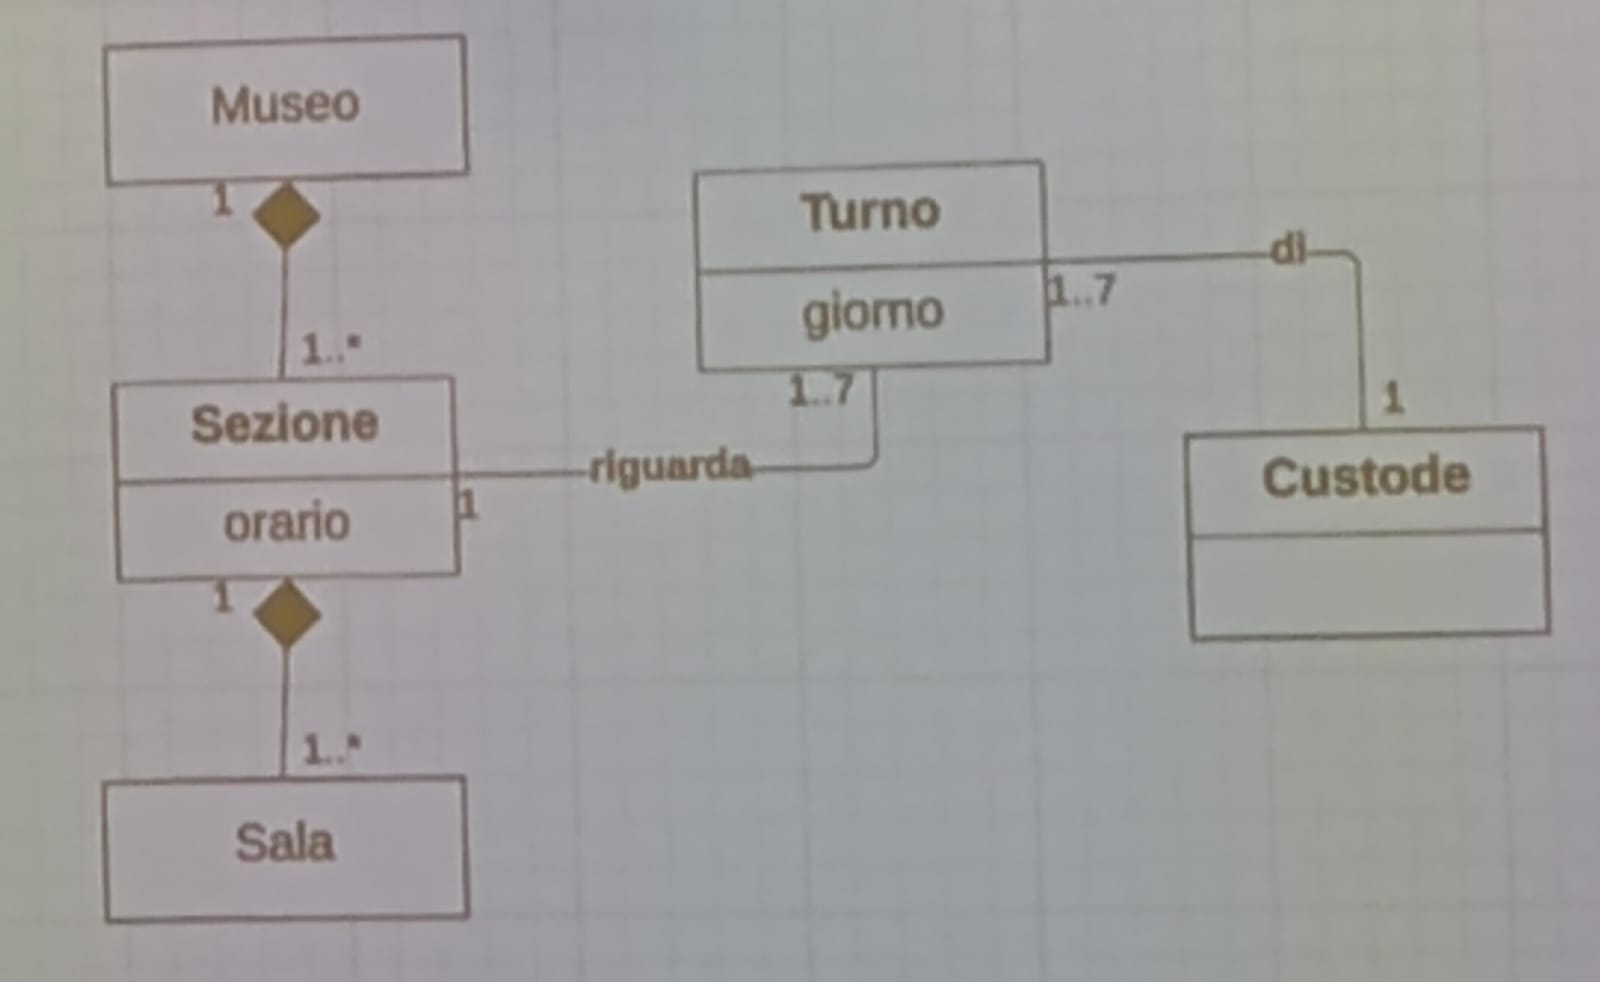 Museo
1
1..*
Sezione
orario
1
1
1..*
Sala
riguarda
Turno
giorno
1..7
1..7
di
1
Custode